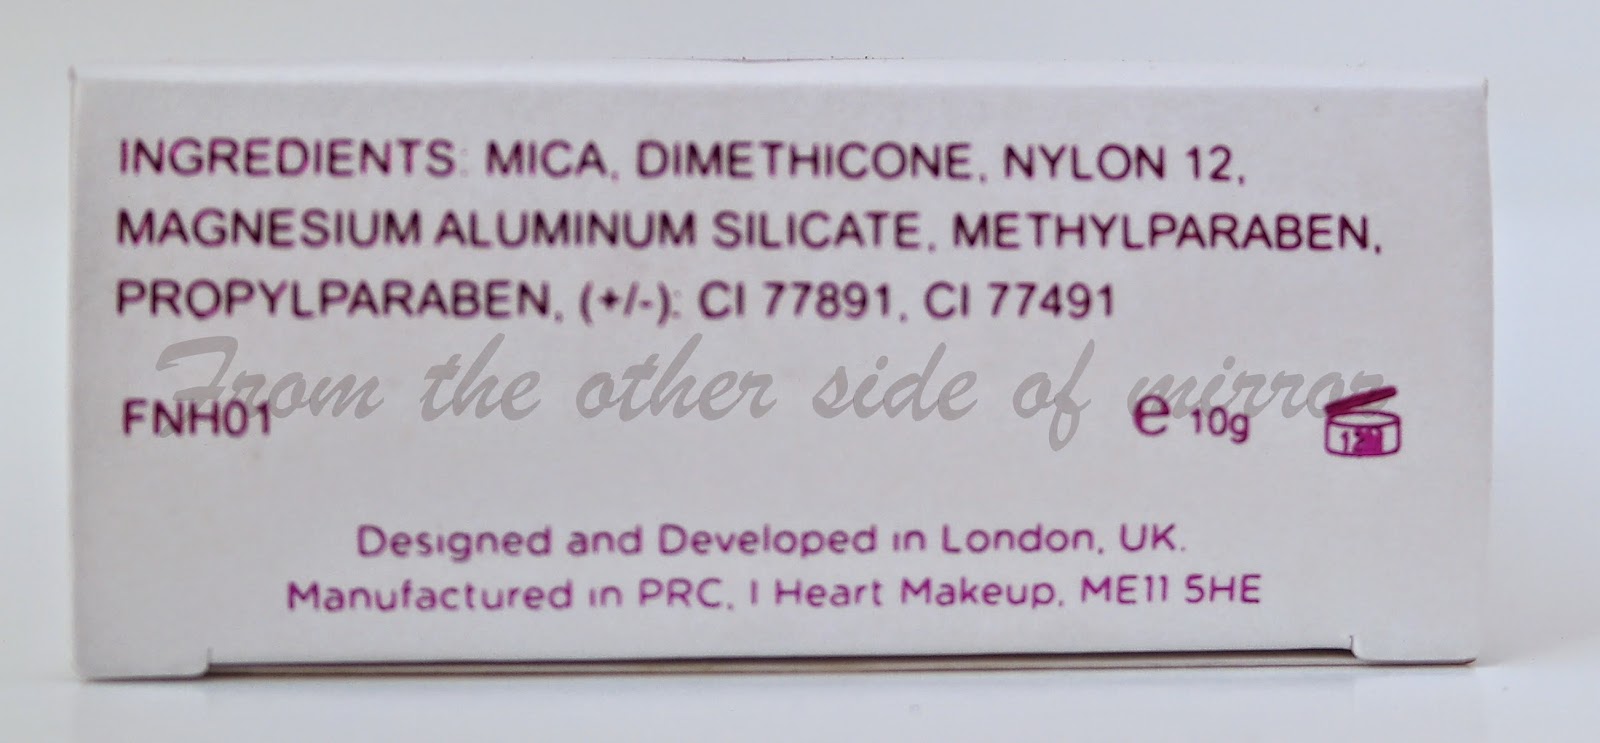 INGREDIENTS: MICA, DIMETHICONE, NYLON 12,
MAGNESIUM ALUMINUM SILICATE, METHYLPARABEN,
PROPYLPARABEN, (+/-): CI 77891, CI 77491
From the other side of mirror
FNH01
e 10g
12M
Designed and Developed in London, UK.
Manufactured in PRC, I Heart Makeup, ME11 5HE